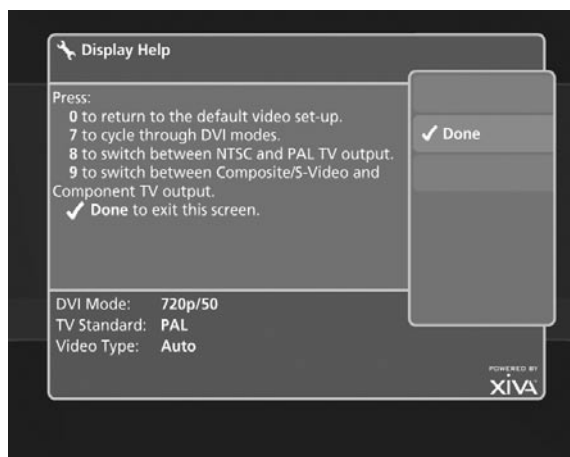 Display Help
Press:
0 to return to the default video set-up.
7 to cycle through DVI modes.
8 to switch between NTSC and PAL TV output.
9 to switch between Composite/S-Video and
Component TV output.
✓ Done to exit this screen.
✓ Done
DVI Mode: 720p/50
TV Standard: PAL
Video Type: Auto
POWERED BY
XiVA